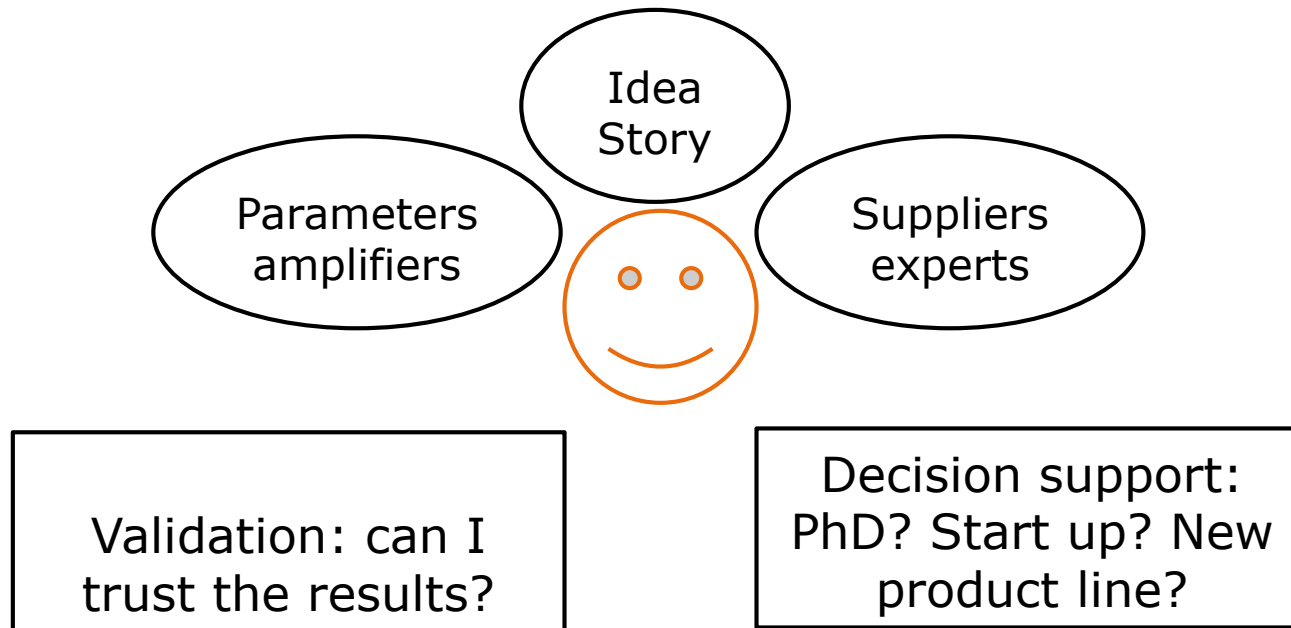 Idea
Story
Parameters
amplifiers
Suppliers
experts
Validation: can I
trust the results?
Decision support:
PhD? Start up? New
product line?